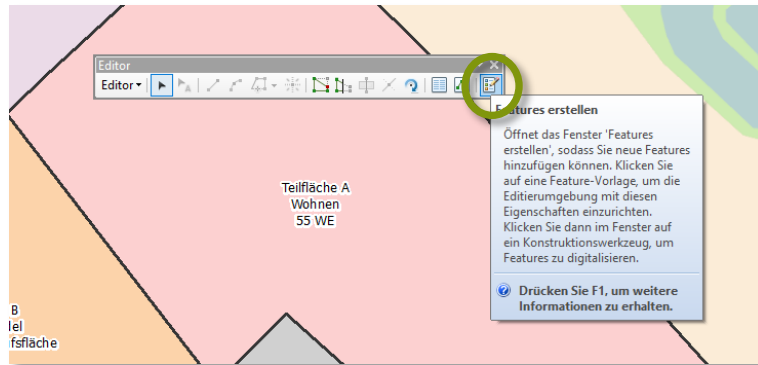 Editor
Editor
Features erstellen
Öffnet das Fenster 'Features
erstellen', sodass Sie neue Features
hinzufügen können. Klicken Sie
auf eine Feature-Vorlage, um die
Editierumgebung mit diesen
Eigenschaften einzurichten.
Klicken Sie dann im Fenster auf
ein Konstruktionswerkzeug, um
Features zu digitalisieren.
Drücken Sie F1, um weitere
Informationen zu erhalten.
Teilfläche A
Wohnen
55 WE
B
del
fsfläche